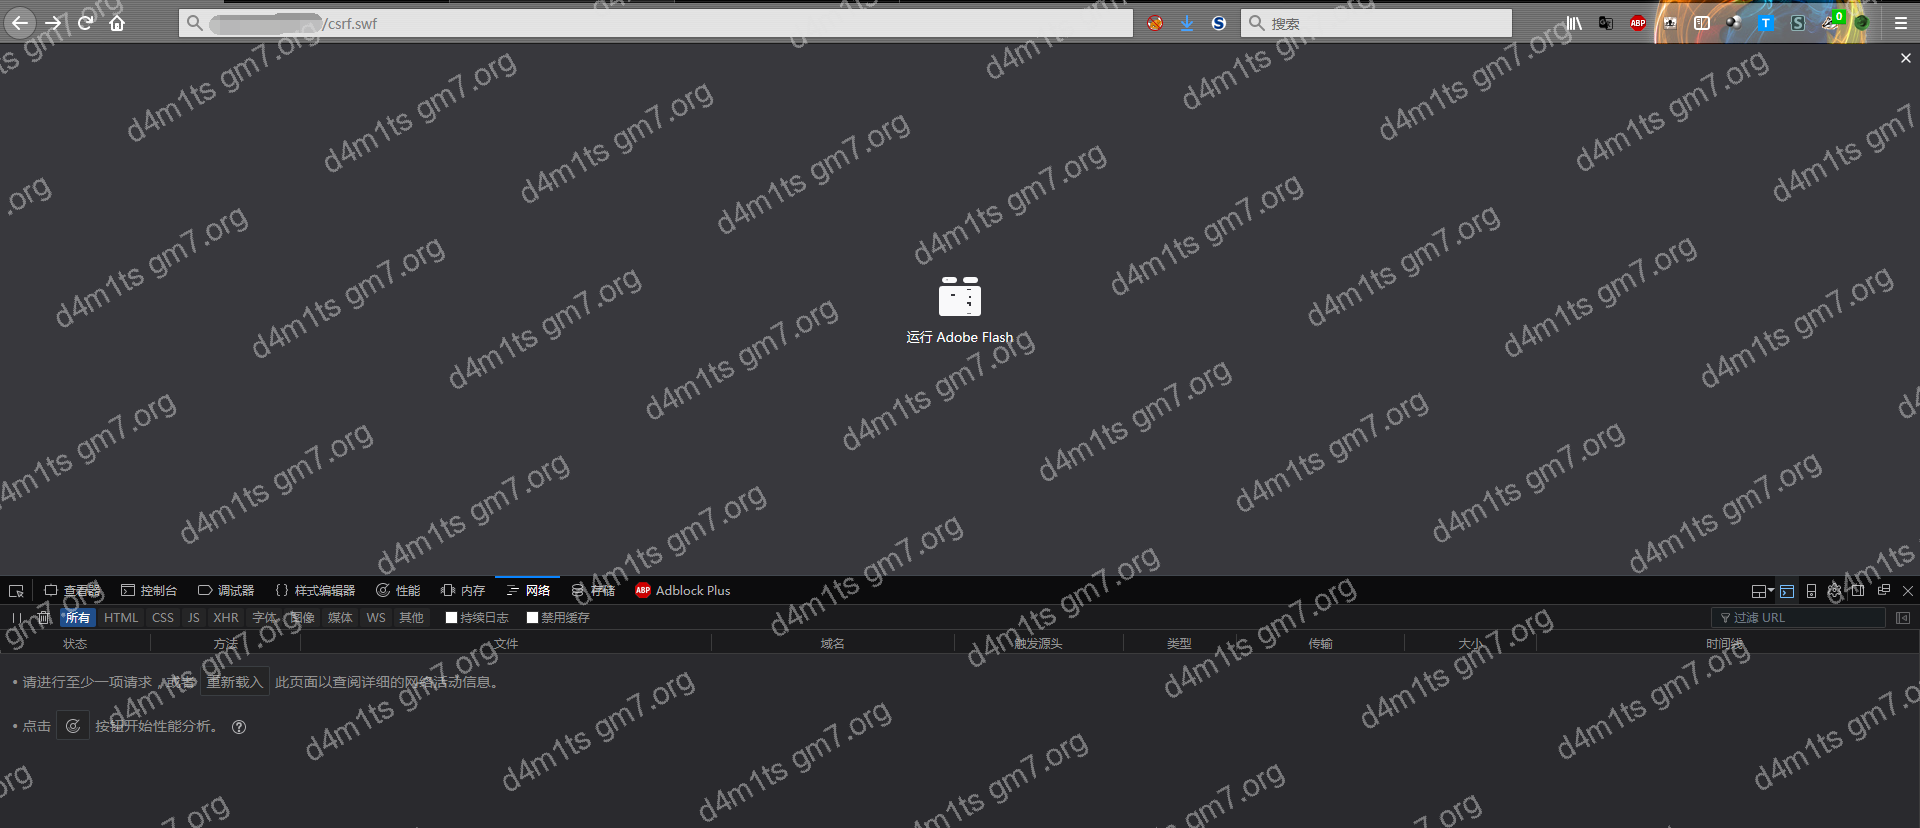 /csrf.swf
搜索
ABP
T
S
0
运行 Adobe Flash
查看器 控制台 调试器 样式编辑器 性能 内存 网络 存储 ABP Adblock Plus
所有 HTML CSS JS XHR 字体 图像 媒体 WS 其他 持续日志 禁用缓存 过滤 URL
状态 方法 文件 域名 触发源头 类型 传输 大小 时间线
• 请进行至少一项请求，或者 重新载入 此页面以查阅详细的网络活动信息。
• 点击 按钮开始性能分析。
d4m1ts gm7.org